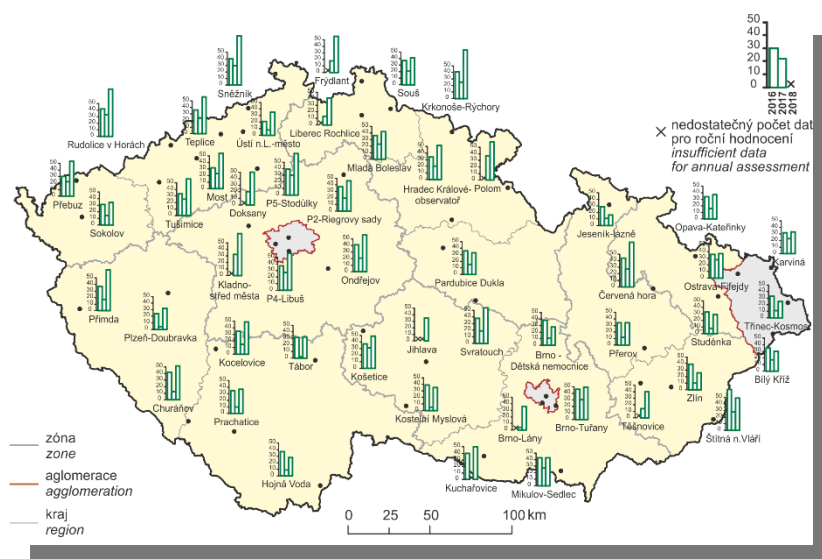 50
40
30
20
10
0
2016
2017
2018
× nedostatečný počet dat
pro roční hodnocení
insufficient data
for annual assessment
Sněžník
Frýdlant
Souš
Krkonoše-Rýchory
Rudolice v Horách
Teplice
Ústí n.L.-město
Liberec Rochlice
Mladá Boleslav
Hradec Králové-
observatoř
Polom
Přebuz
Sokolov
Tušimice
Most
Doksany
P5-Stodůlky
P2-Riegrovy sady
Jeseník-lázně
Opava-Kateřinky
Karviná
Přimda
Plzeň-Doubravka
Kladno-
střed města
P4-Libuš
Ondřejov
Pardubice Dukla
Červená hora
Ostrava-Fifejdy
Třinec-Kosmos
Studénka
Bílý Kříž
Kocelovice
Tábor
Košetice
Jihlava
Svratouch
Brno -
Dětská nemocnice
Přerov
Zlín
Štítná n.Vláří
Churáňov
Prachatice
Kostelní Myslová
Brno-Lány
Brno-Tuřany
Těšnovice
Hojná Voda
Kuchařovice
Mikulov-Sedlec
zóna
zone
aglomerace
agglomeration
kraj
region
0 25 50 100 km